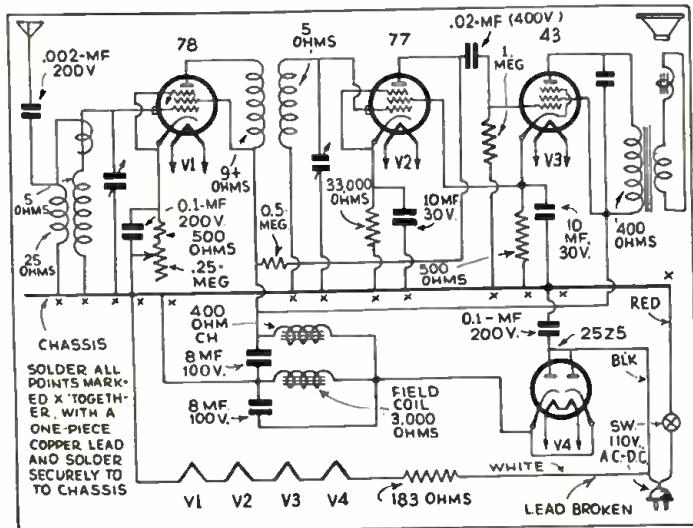 .002-MF
200V
78
5
OHMS
77
.02-MF (400V)
1
MEG
43
V1
V2
V3
9+
OHMS
5
OHMS
25
OHMS
0.1-MF
200V.
500
OHMS
.25-
MEG
0.5-
MEG
33,000
OHMS
10 MF.
30V.
500
OHMS
10
MF.
30V.
400
OHMS
x x x x x x x x x x x
x
CHASSIS
SOLDER ALL
POINTS MARK-
ED X TOGETH-
ER, WITH A
ONE-PIECE
COPPER LEAD
AND SOLDER
SECURELY TO
TO CHASSIS
400
OHM
CH
8 MF.
100V.
8 MF.
100V.
FIELD
COIL
3,000
OHMS
0.1-MF
200V.
25Z5
V4
RED
BLK
SW.
110V.
A.C-D.C.
WHITE
LEAD BROKEN
V1 V2 V3 V4
183 OHMS